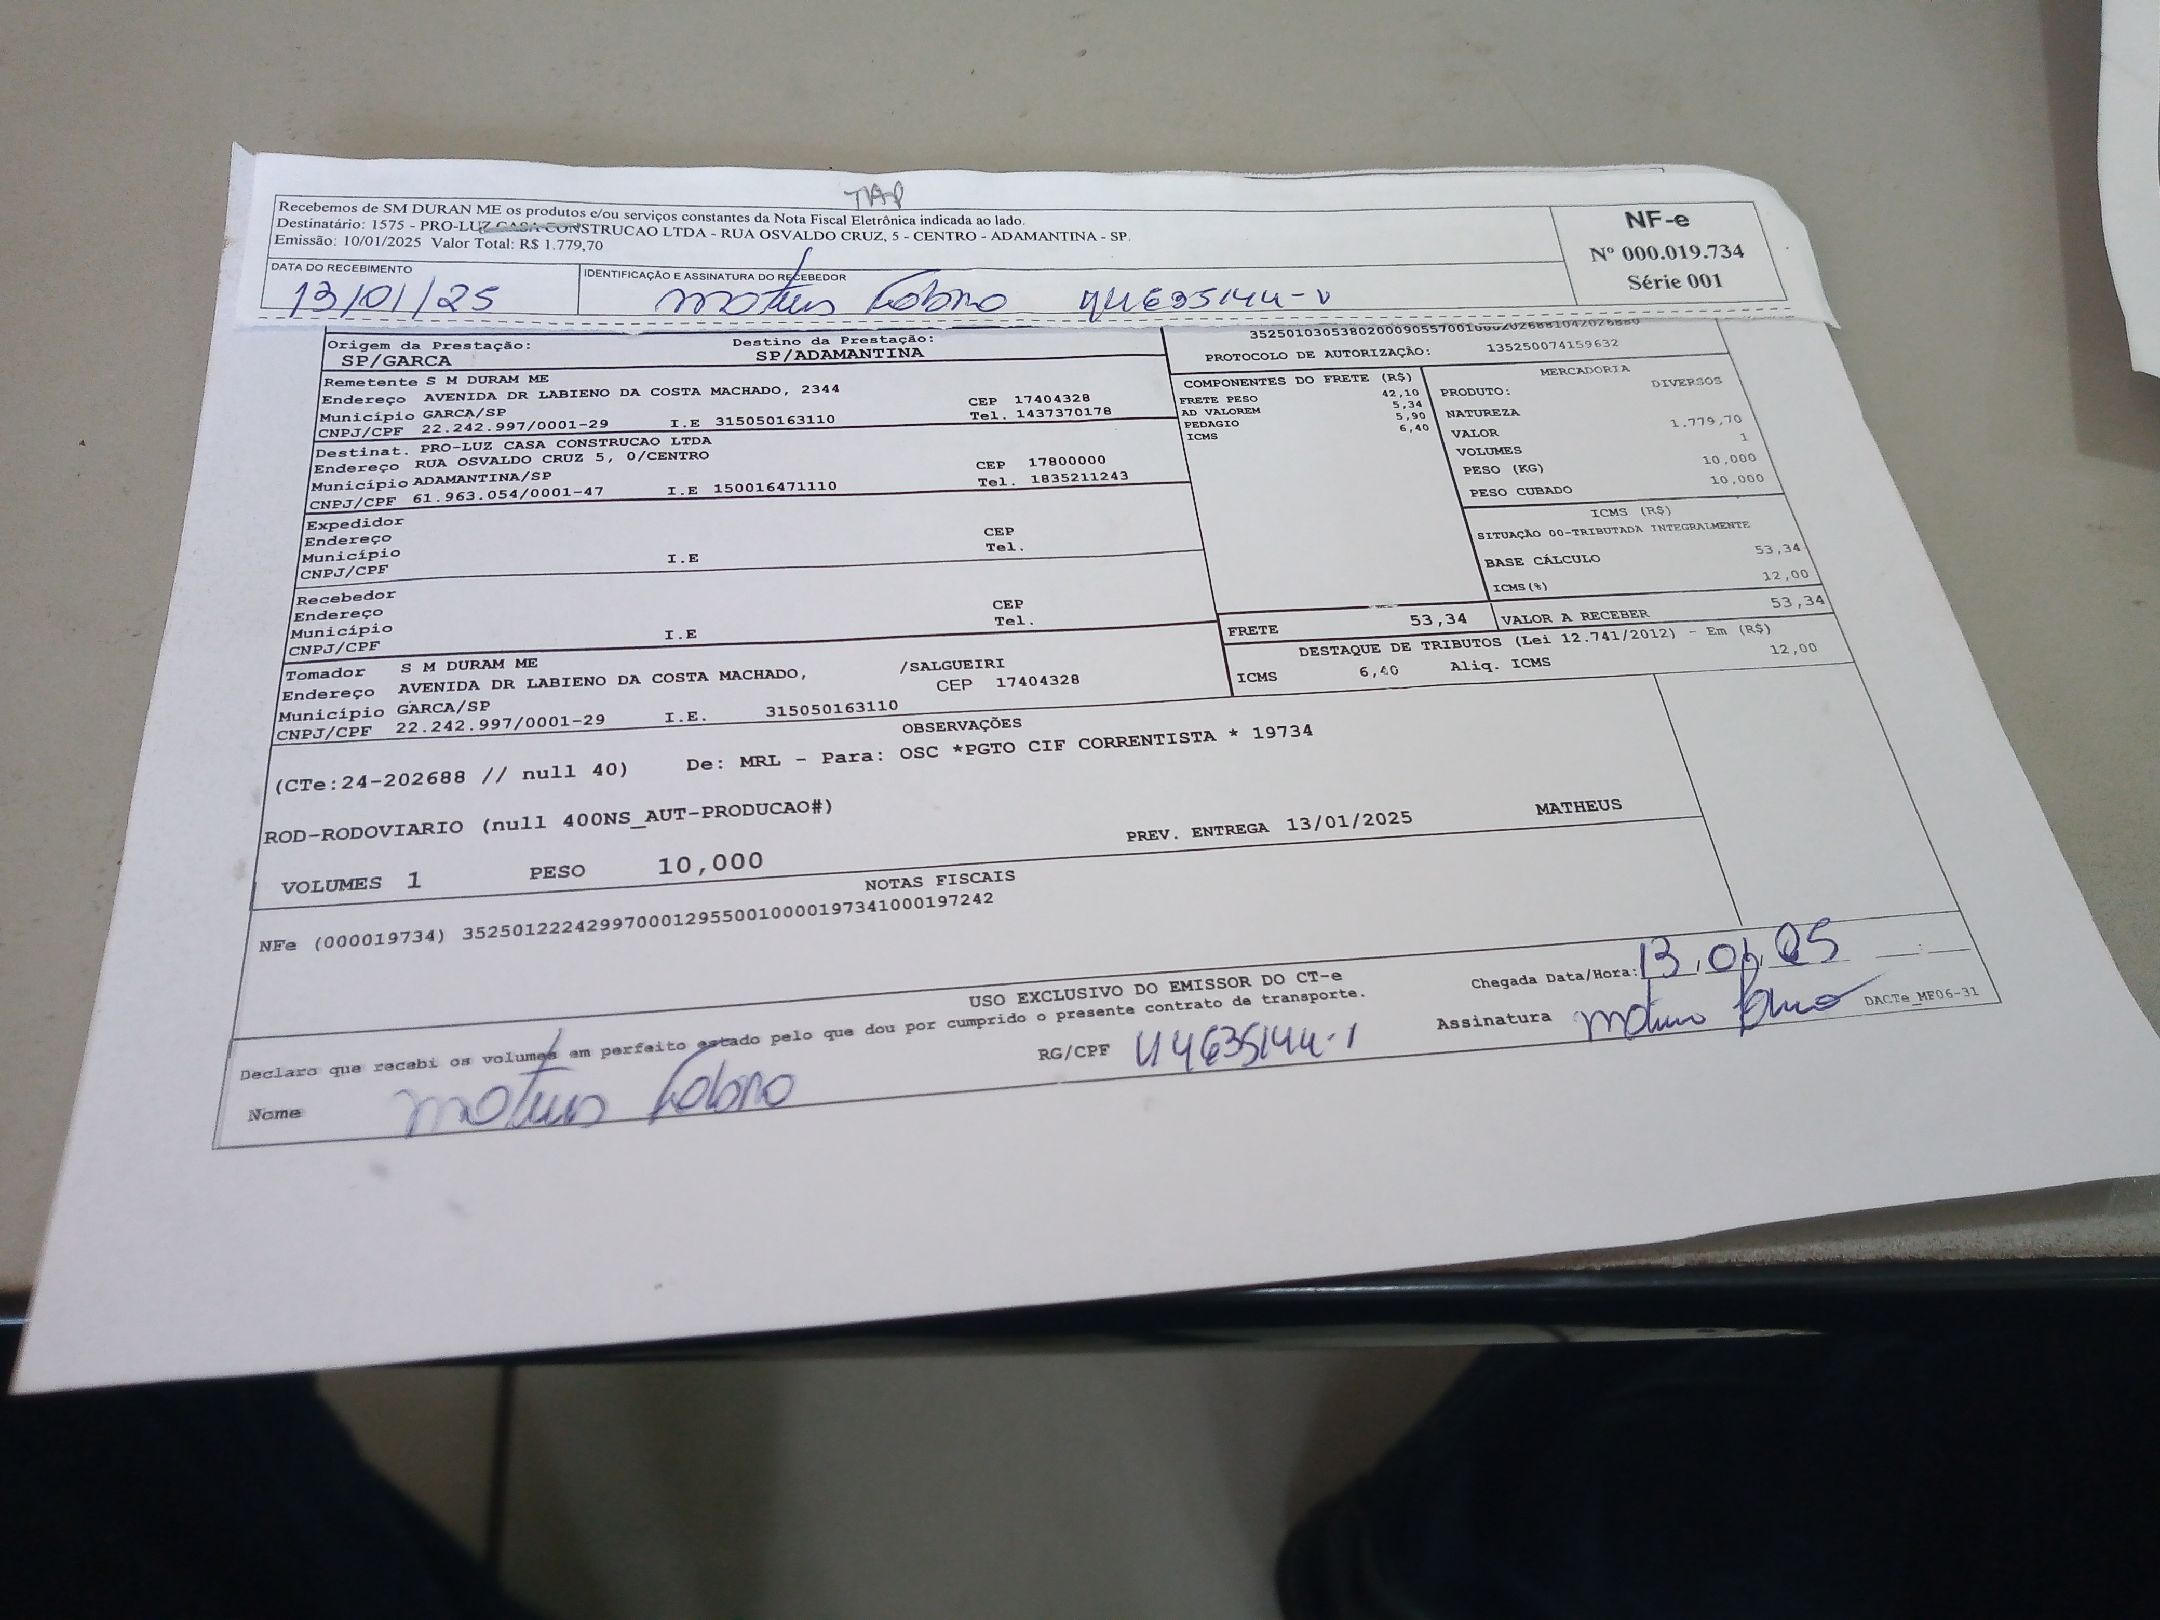 TIAP
Recebemos de SM DURAN ME os produtos e/ou serviços constantes da Nota Fiscal Eletrônica indicada ao lado.
Destinatário: 1575 - PRO-LUZ CASA CONSTRUCAO LTDA - RUA OSVALDO CRUZ, 5 - CENTRO - ADAMANTINA - SP.
Emissão: 10/01/2025 Valor Total: R$ 1.779,70
NF-e
Nº 000.019.734
Série 001
DATA DO RECEBIMENTO
13/01/25
IDENTIFICAÇÃO E ASSINATURA DO RECEBEDOR
Origem da Prestação: Destino da Prestação:
SP/GARCA SP/ADAMANTINA
PROTOCOLO DE AUTORIZAÇÃO: 135250074159632
Remetente S M DURAM ME
Endereço AVENIDA DR LABIENO DA COSTA MACHADO, 2344
Município GARCA/SP CEP 17404328
CNPJ/CPF 22.242.997/0001-29 I.E 315050163110 Tel. 1437370178
Destinat. PRO-LUZ CASA CONSTRUCAO LTDA
Endereço RUA OSVALDO CRUZ 5, 0/CENTRO
Município ADAMANTINA/SP CEP 17800000
CNPJ/CPF 61.963.054/0001-47 I.E 150016471110 Tel. 1835211243
Expedidor
Endereço CEP
Município Tel.
CNPJ/CPF I.E
Recebedor
Endereço CEP
Município Tel.
CNPJ/CPF I.E
Tomador S M DURAM ME
Endereço AVENIDA DR LABIENO DA COSTA MACHADO, /SALGUEIRI
Município GARCA/SP CEP 17404328
CNPJ/CPF 22.242.997/0001-29 I.E. 315050163110
COMPONENTES DO FRETE (R$)
FRETE PESO 42,10
AD VALOREM 5,34
PEDAGIO 5,90
ICMS 6,40
MERCADORIA
PRODUTO: DIVERSOS
NATUREZA
VALOR 1.779,70
VOLUMES 1
PESO (KG) 10,000
PESO CUBADO 10,000
ICMS (R$)
SITUAÇÃO 00-TRIBUTADA INTEGRALMENTE
BASE CÁLCULO 53,34
ICMS(%) 12,00
FRETE 53,34 VALOR A RECEBER 53,34
DESTAQUE DE TRIBUTOS (Lei 12.741/2012) - Em (R$)
ICMS 6,40 Aliq. ICMS 12,00
OBSERVAÇÕES
(CTe:24-202688 // null 40) De: MRL - Para: OSC *PGTO CIF CORRENTISTA * 19734
ROD-RODOVIARIO (null 400NS_AUT-PRODUCAO#)
PREV. ENTREGA 13/01/2025 MATHEUS
VOLUMES 1 PESO 10,000
NOTAS FISCAIS
NFe (000019734) 35250122242997000129550010000197341000197242
USO EXCLUSIVO DO EMISSOR DO CT-e
Chegada Data/Hora: 13,01,25
Declaro que recebi os volumes em perfeito estado pelo que dou por cumprido o presente contrato de transporte.
Nome
RG/CPF 44635144-1
Assinatura
DACTe_MF06-31